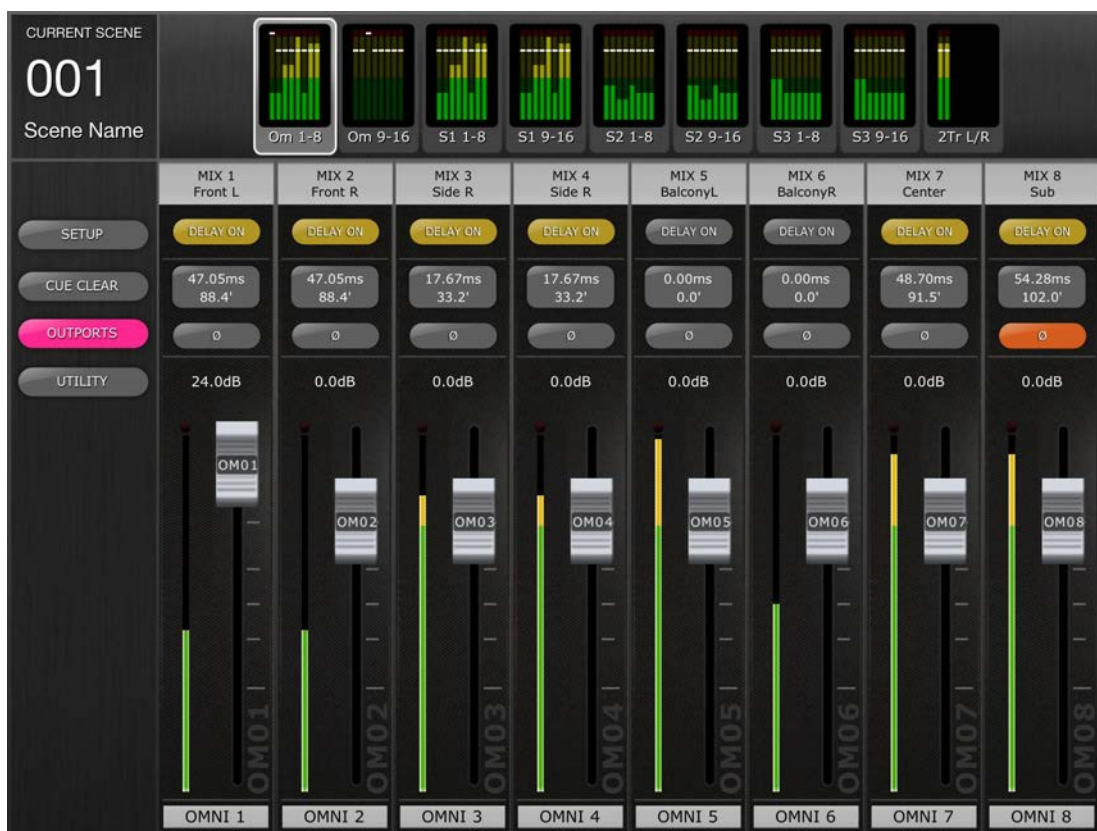 CURRENT SCENE
001
Scene Name
Om 1-8
Om 9-16
S1 1-8
S1 9-16
S2 1-8
S2 9-16
S3 1-8
S3 9-16
2Tr L/R
MIX 1
Front L
MIX 2
Front R
MIX 3
Side R
MIX 4
Side R
MIX 5
BalconyL
MIX 6
BalconyR
MIX 7
Center
MIX 8
Sub
SETUP
DELAY ON
DELAY ON
DELAY ON
DELAY ON
DELAY ON
DELAY ON
DELAY ON
DELAY ON
CUE CLEAR
47.05ms
88.4'
47.05ms
88.4'
17.67ms
33.2'
17.67ms
33.2'
0.00ms
0.0'
0.00ms
0.0'
48.70ms
91.5'
54.28ms
102.0'
OUTPORTS
Ø
Ø
Ø
Ø
Ø
Ø
Ø
Ø
UTILITY
24.0dB
0.0dB
0.0dB
0.0dB
0.0dB
0.0dB
0.0dB
0.0dB
OM01
OM02
OM03
OM04
OM05
OM06
OM07
OM08
OM01
OM02
OM03
OM04
OM05
OM06
OM07
OM08
OMNI 1
OMNI 2
OMNI 3
OMNI 4
OMNI 5
OMNI 6
OMNI 7
OMNI 8